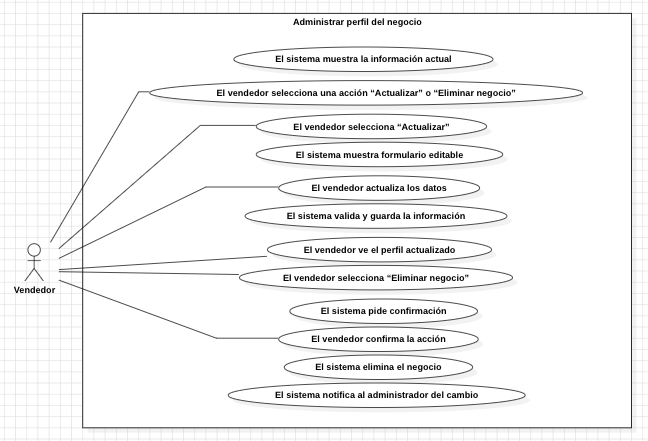 Administrar perfil del negocio
El sistema muestra la información actual
El vendedor selecciona una acción “Actualizar” o “Eliminar negocio”
El vendedor selecciona “Actualizar”
El sistema muestra formulario editable
El vendedor actualiza los datos
El sistema valida y guarda la información
El vendedor ve el perfil actualizado
El vendedor selecciona “Eliminar negocio”
Vendedor
El sistema pide confirmación
El vendedor confirma la acción
El sistema elimina el negocio
El sistema notifica al administrador del cambio